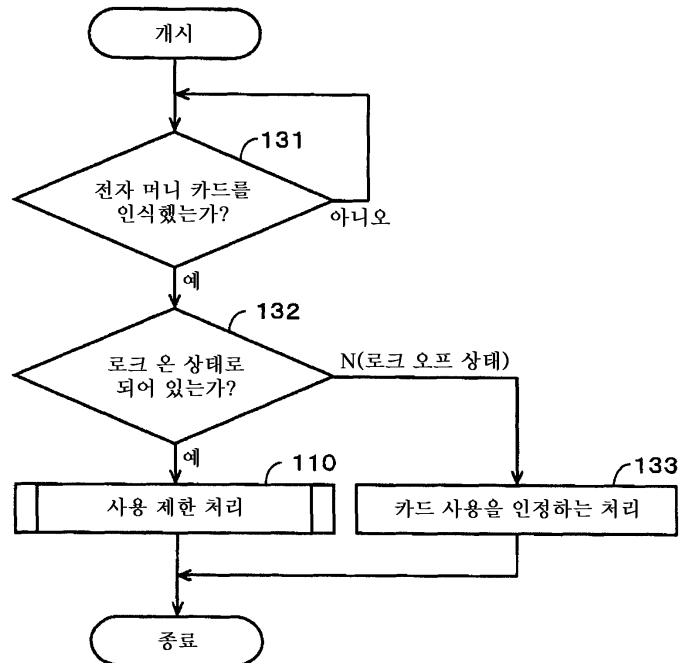 개시
131
전자 머니 카드를
인식했는가?
아니오
예
132
로크 온 상태로
되어 있는가?
N(로크 오프 상태)
예
110
133
사용 제한 처리
카드 사용을 인정하는 처리
종료